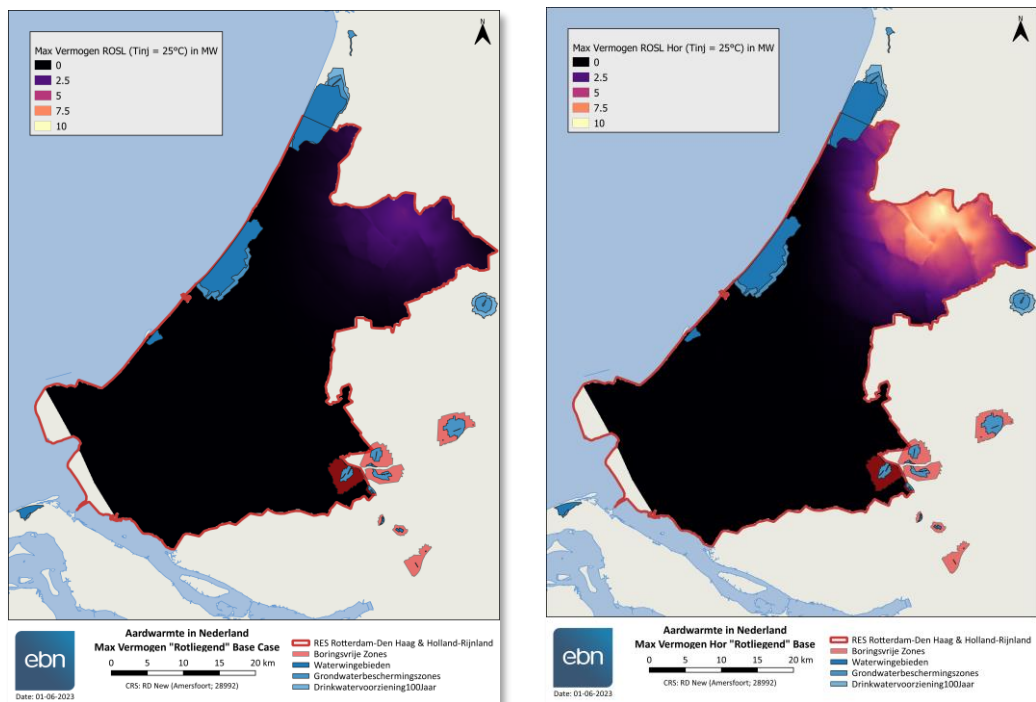 N
Max Vermogen ROSL (Tinj = 25°C) in MW
0
2.5
5
7.5
10
ebn
Date: 01-06-2023
Aardwarmte in Nederland
Max Vermogen "Rotliegend" Base Case
0 5 10 15 20 km
CRS: RD New (Amersfoort; 28992)
RES Rotterdam-Den Haag & Holland-Rijnland
Boringsvrije Zones
Waterwingebieden
Grondwaterbeschermingszones
Drinkwatervoorziening100Jaar
N
Max Vermogen ROSL Hor (Tinj = 25°C) in MW
0
2.5
5
7.5
10
ebn
Date: 01-06-2023
Aardwarmte in Nederland
Max Vermogen Hor "Rotliegend" Base
0 5 10 15 20 km
CRS: RD New (Amersfoort; 28992)
RES Rotterdam-Den Haag & Holland-Rijnland
Boringsvrije Zones
Waterwingebieden
Grondwaterbeschermingszones
Drinkwatervoorziening100Jaar